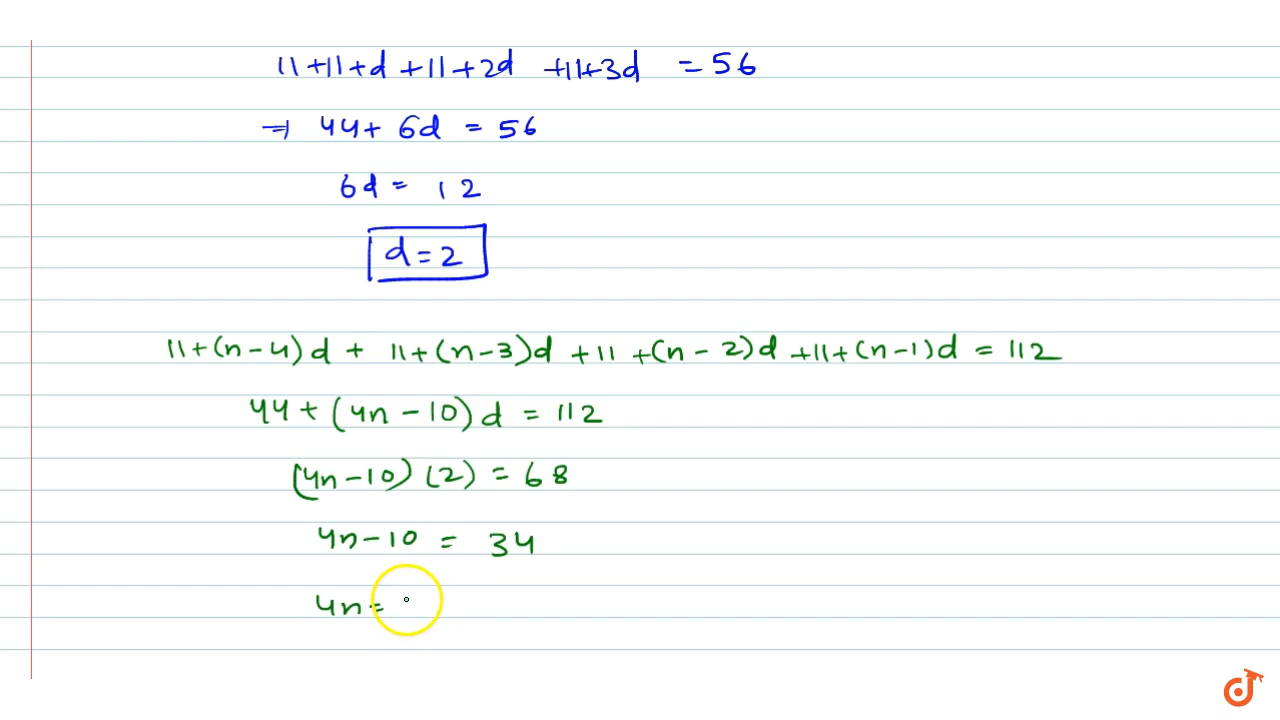 11+11+d+11+2d +11+3d = 56
⇒ 44+ 6d = 56
6d = 12
d=2
11+(n-4)d + 11+(n-3)d +11 +(n-2)d +11+(n-1)d = 112
44+(4n-10)d = 112
(4n-10)(2) = 68
4n-10 = 34
4n=